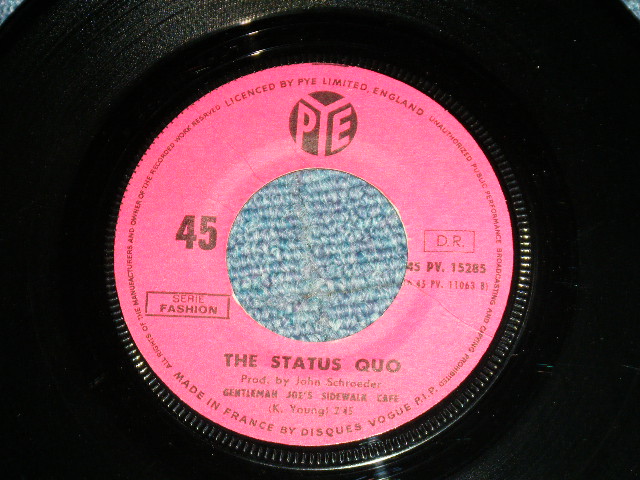 LICENCED BY PYE LIMITED, ENGLAND
UNAUTHORIZED PUBLIC PERFORMANCE BROADCASTING AND COPYING PROHIBITED
ALL RIGHTS OF THE MANUFACTURERS AND OWNER OF THE RECORDED WORK RESERVED
PYE
45
D.R.
45 PV. 15285
45 PV. 11063 B)
SERIE
FASHION
THE STATUS QUO
Prod. by John Schroeder
GENTLEMAN JOE'S SIDEWALK CAFE
(K. Young) 2'45
MADE IN FRANCE BY DISQUES VOGUE P.I.P.